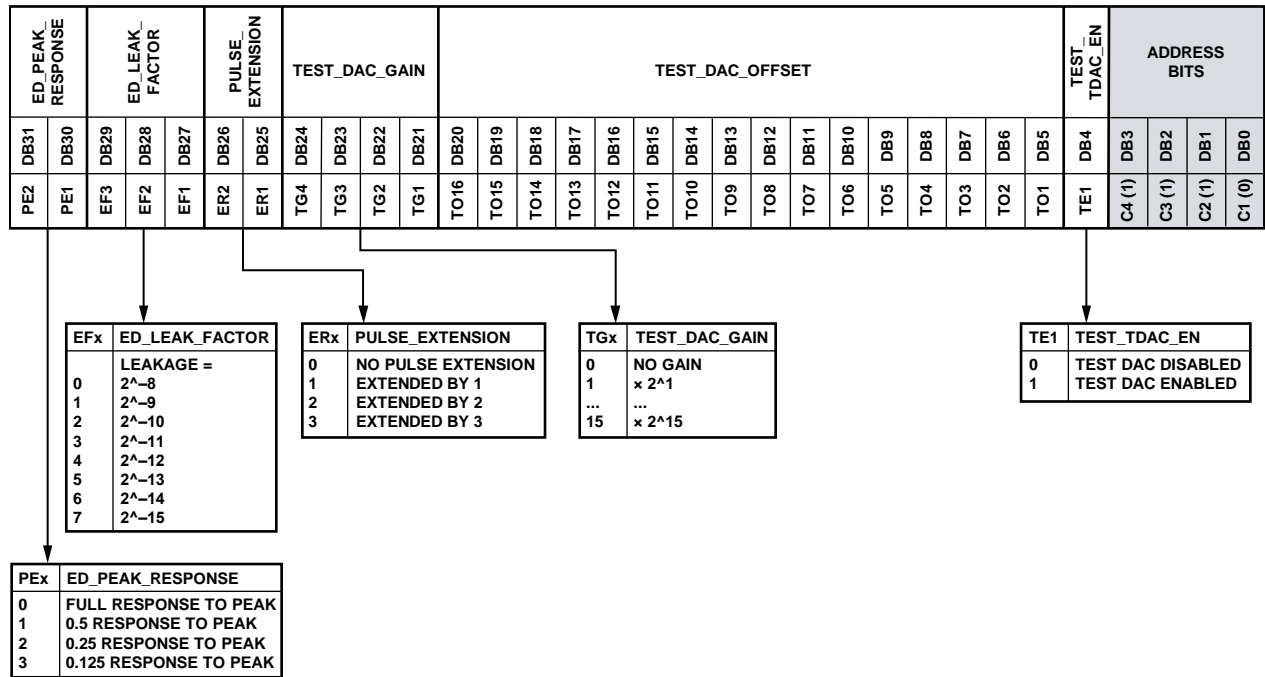 ED_PEAK_
RESPONSE
ED_LEAK_
FACTOR
PULSE_
EXTENSION
TEST_DAC_GAIN
TEST_DAC_OFFSET
TEST_
TDAC_EN
ADDRESS
BITS
DB31 DB30 DB29 DB28 DB27 DB26 DB25 DB24 DB23 DB22 DB21 DB20 DB19 DB18 DB17 DB16 DB15 DB14 DB13 DB12 DB11 DB10 DB9 DB8 DB7 DB6 DB5 DB4 DB3 DB2 DB1 DB0
PE2 PE1 EF3 EF2 EF1 ER2 ER1 TG4 TG3 TG2 TG1 TO16 TO15 TO14 TO13 TO12 TO11 TO10 TO9 TO8 TO7 TO6 TO5 TO4 TO3 TO2 TO1 TE1 C4 (1) C3 (1) C2 (1) C1 (0)
EFx ED_LEAK_FACTOR
LEAKAGE =
0 2^–8
1 2^–9
2 2^–10
3 2^–11
4 2^–12
5 2^–13
6 2^–14
7 2^–15
ERx PULSE_EXTENSION
0 NO PULSE EXTENSION
1 EXTENDED BY 1
2 EXTENDED BY 2
3 EXTENDED BY 3
TGx TEST_DAC_GAIN
0 NO GAIN
1 × 2^1
... ...
15 × 2^15
TE1 TEST_TDAC_EN
0 TEST DAC DISABLED
1 TEST DAC ENABLED
PEx ED_PEAK_RESPONSE
0 FULL RESPONSE TO PEAK
1 0.5 RESPONSE TO PEAK
2 0.25 RESPONSE TO PEAK
3 0.125 RESPONSE TO PEAK